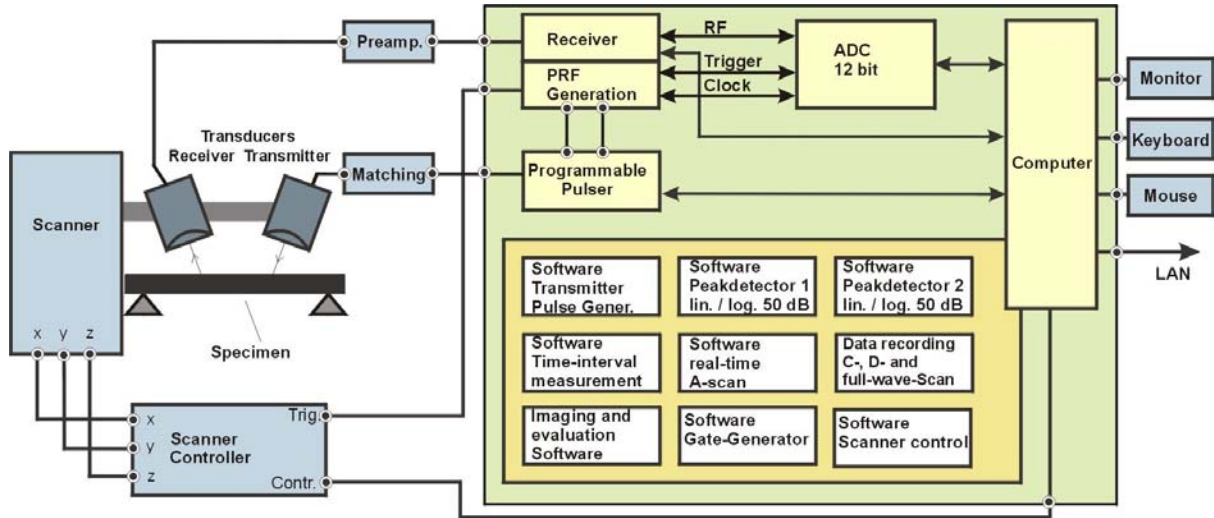 Preamp.
Receiver
RF
ADC
12 bit
PRF
Generation
Trigger
Clock
Monitor
Keyboard
Mouse
LAN
Computer
Transducers
Receiver Transmitter
Matching
Programmable
Pulser
Scanner
x y z
Specimen
Software
Transmitter
Pulse Gener.
Software
Peakdetector 1
lin. / log. 50 dB
Software
Peakdetector 2
lin. / log. 50 dB
Software
Time-interval
measurement
Software
real-time
A-scan
Data recording
C-, D- and
full-wave-Scan
Imaging and
evaluation
Software
Software
Gate-Generator
Software
Scanner control
x
y
z
Scanner
Controller
Trig.
Contr.